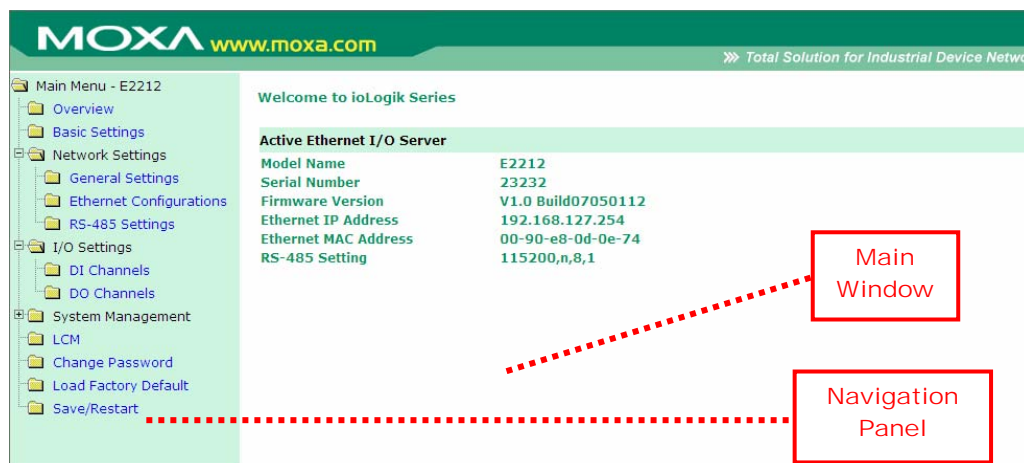 MOXA www.moxa.com
Total Solution for Industrial Device Netwo
Main Menu - E2212
Overview
Basic Settings
Network Settings
General Settings
Ethernet Configurations
RS-485 Settings
I/O Settings
DI Channels
DO Channels
System Management
LCM
Change Password
Load Factory Default
Save/Restart
Welcome to ioLogik Series
Active Ethernet I/O Server
Model Name E2212
Serial Number 23232
Firmware Version V1.0 Build07050112
Ethernet IP Address 192.168.127.254
Ethernet MAC Address 00-90-e8-0d-0e-74
RS-485 Setting 115200,n,8,1
Main
Window
Navigation
Panel